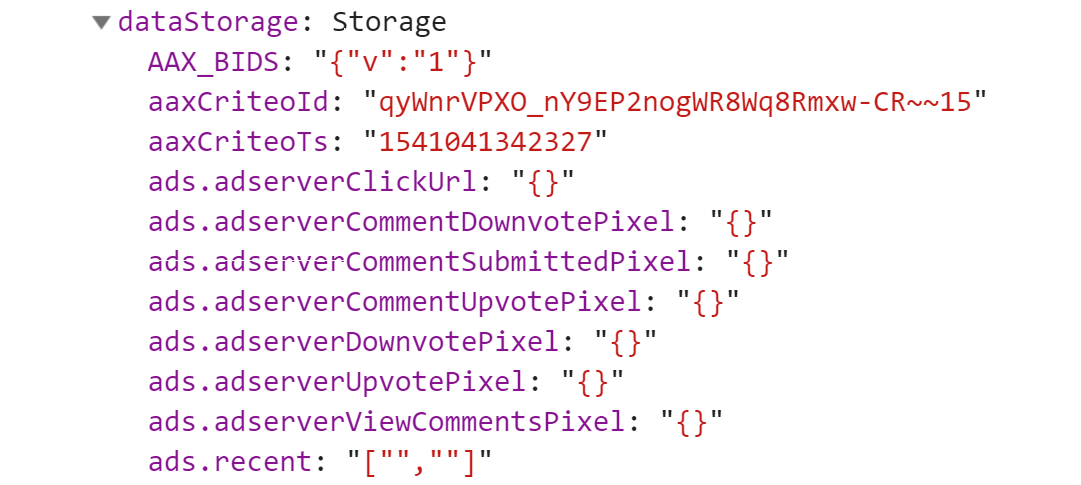 ▼dataStorage: Storage
AAX_BIDS: "{"v":"1"}"
aaxCriteoId: "qyWnrVPXO_nY9EP2nogWR8Wq8Rmxw-CR~~15"
aaxCriteoTs: "1541041342327"
ads.adserverClickUrl: "{}"
ads.adserverCommentDownvotePixel: "{}"
ads.adserverCommentSubmittedPixel: "{}"
ads.adserverCommentUpvotePixel: "{}"
ads.adserverDownvotePixel: "{}"
ads.adserverUpvotePixel: "{}"
ads.adserverViewCommentsPixel: "{}"
ads.recent: "["",""]"